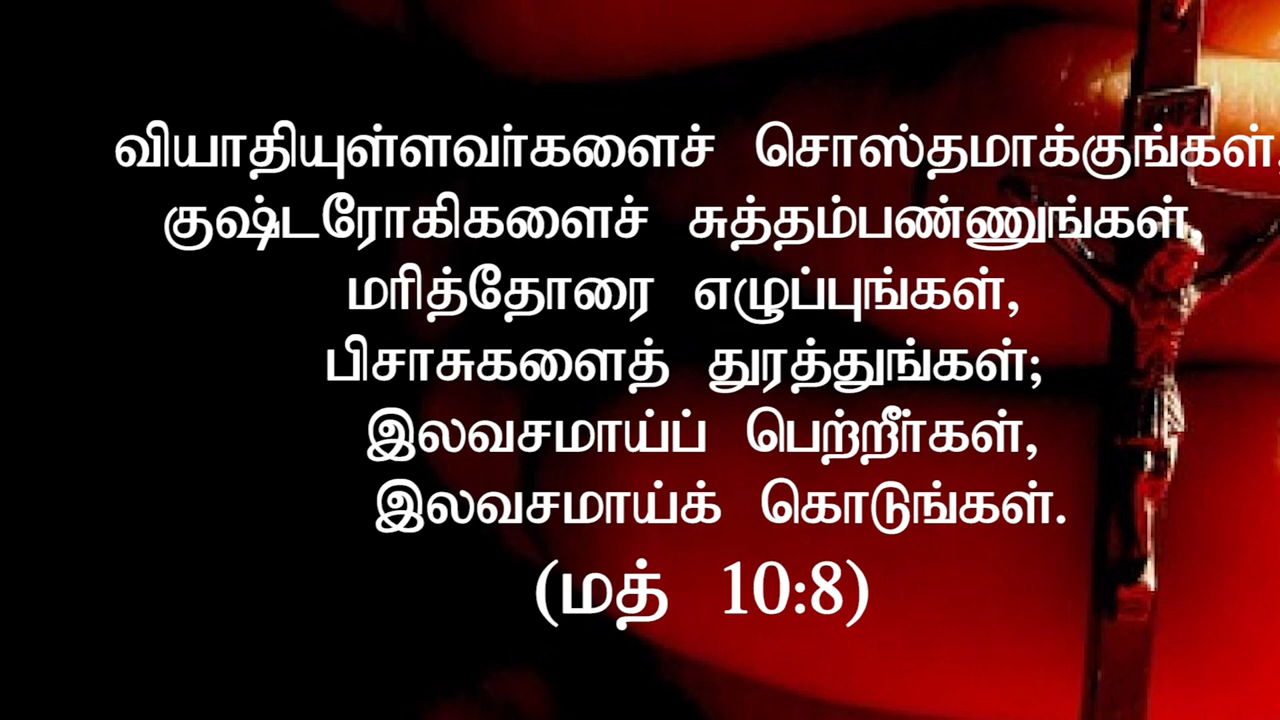 வியாதியுள்ளவர்களைச் சொஸ்தமாக்குங்கள்,
குஷ்டரோகிகளைச் சுத்தம்பண்ணுங்கள்,
மரித்தோரை எழுப்புங்கள்,
பிசாசுகளைத் துரத்துங்கள்;
இலவசமாய்ப் பெற்றீர்கள்,
இலவசமாய்க் கொடுங்கள்.
(மத் 10:8)